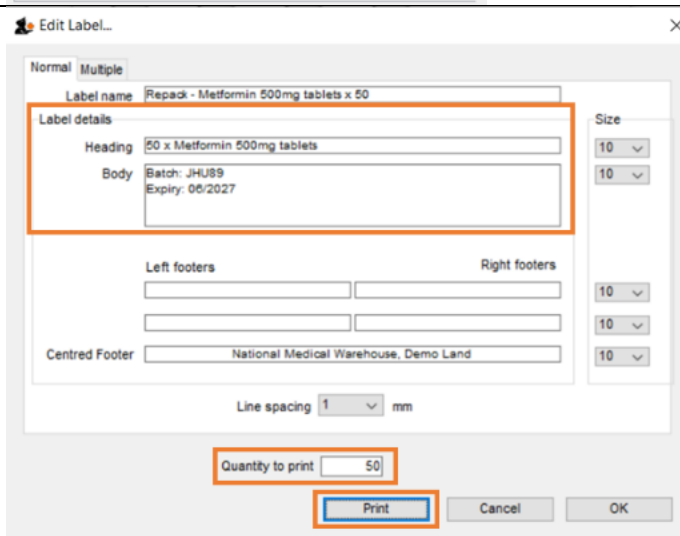 Edit Label...
Normal Multiple
Label name Repack - Metformin 500mg tablets x 50
Label details Size
Heading 50 x Metformin 500mg tablets 10
Body Batch: JHU89 10
Expiry: 06/2027
Left footers Right footers
10
10
Centred Footer National Medical Warehouse, Demo Land 10
Line spacing 1 mm
Quantity to print 50
Print Cancel OK